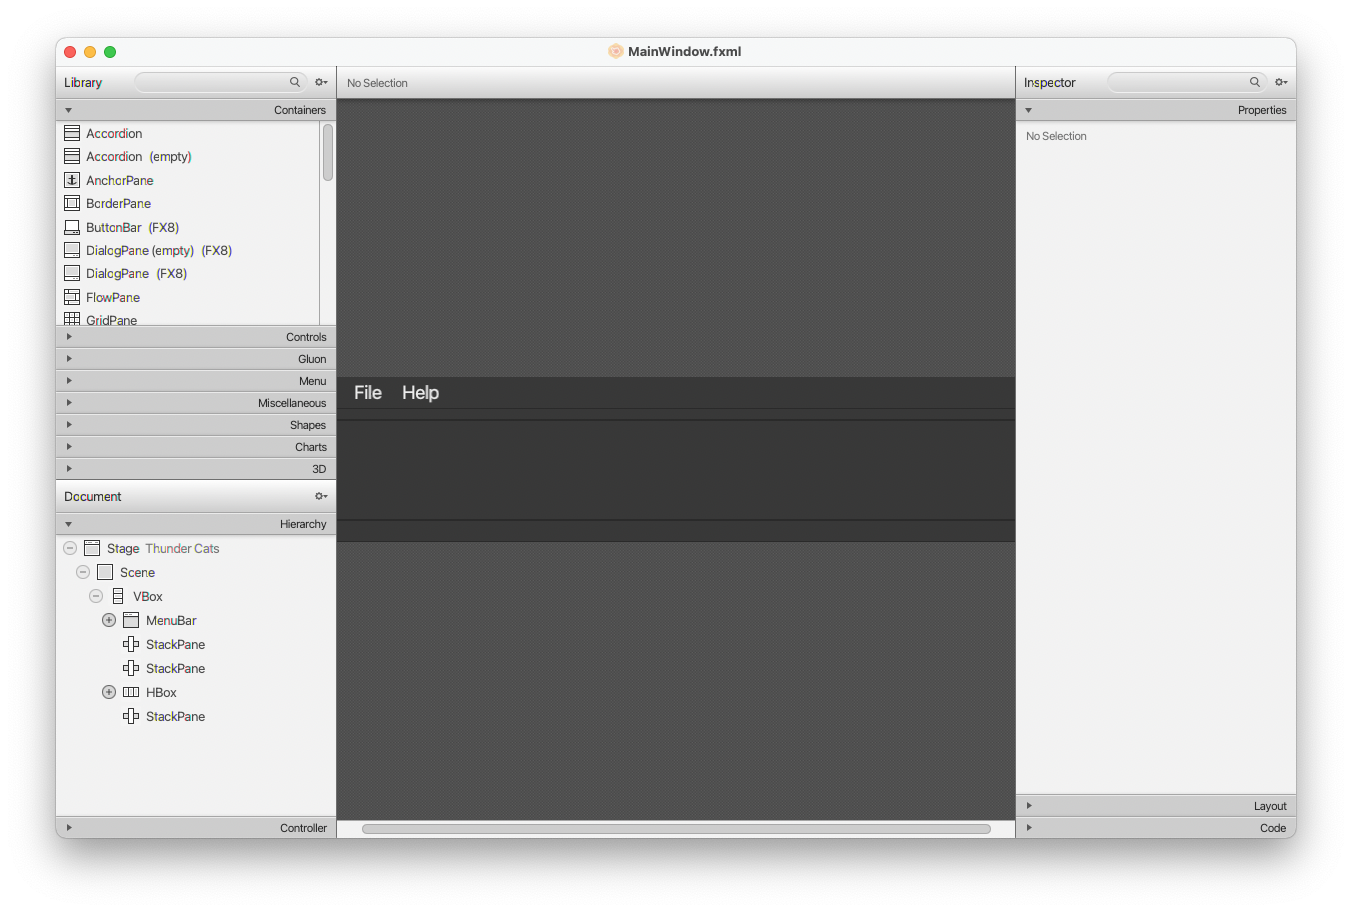 MainWindow.fxml
Library
No Selection
Inspector
Containers
Properties
Accordion
No Selection
Accordion (empty)
AnchorPane
BorderPane
ButtonBar (FX8)
DialogPane (empty) (FX8)
DialogPane (FX8)
FlowPane
GridPane
Controls
Gluon
Menu
Miscellaneous
Shapes
Charts
3D
File Help
Document
Hierarchy
Stage Thunder Cats
Scene
VBox
MenuBar
StackPane
StackPane
HBox
StackPane
Controller
Layout
Code